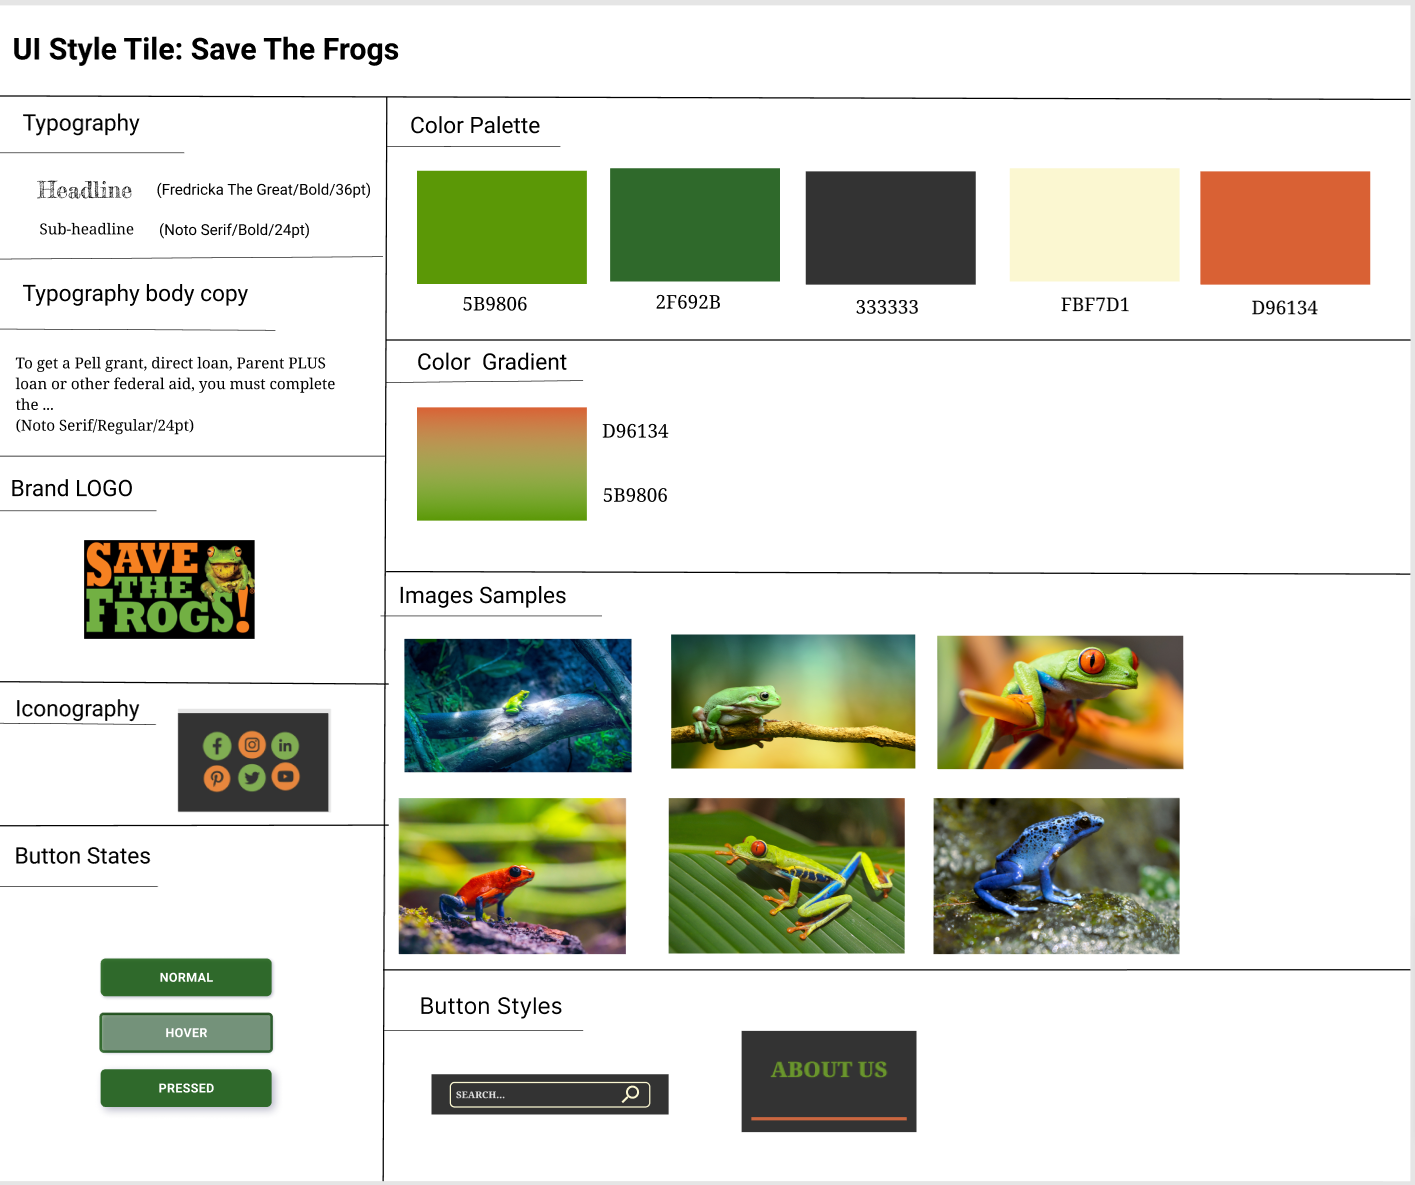 UI Style Tile: Save The Frogs
Typography
Headline (Fredricka The Great/Bold/36pt)
Sub-headline (Noto Serif/Bold/24pt)
Typography body copy
To get a Pell grant, direct loan, Parent PLUS
loan or other federal aid, you must complete
the ...
(Noto Serif/Regular/24pt)
Brand LOGO
SAVE
THE
FROGS!
Iconography
in
Button States
NORMAL
HOVER
PRESSED
Color Palette
5B9806 2F692B 333333 FBF7D1 D96134
Color Gradient
D96134
5B9806
Images Samples
Button Styles
SEARCH...
ABOUT US